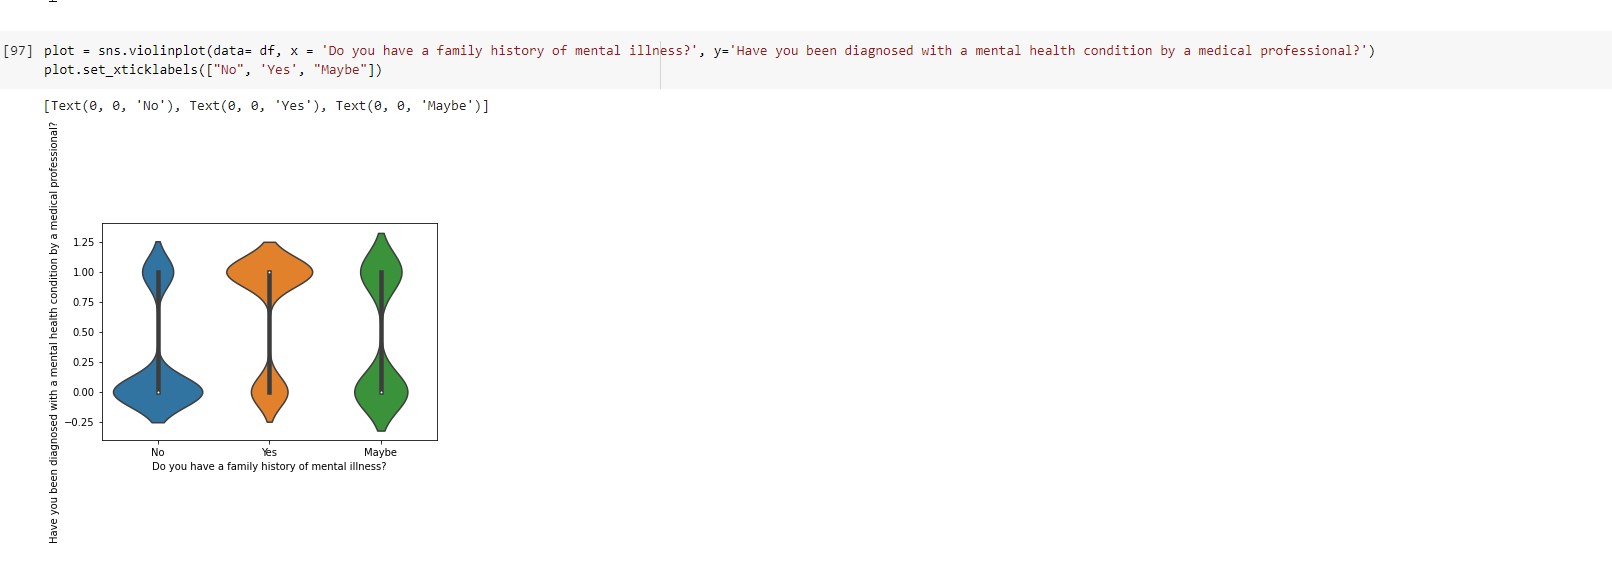 [97] plot = sns.violinplot(data= df, x = 'Do you have a family history of mental illness?', y='Have you been diagnosed with a mental health condition by a medical professional?')
plot.set_xticklabels(["No", 'Yes', "Maybe"])
[Text(0, 0, 'No'), Text(0, 0, 'Yes'), Text(0, 0, 'Maybe')]
Have you been diagnosed with a mental health condition by a medical professional?
1.25
1.00
0.75
0.50
0.25
0.00
−0.25
No Yes Maybe
Do you have a family history of mental illness?